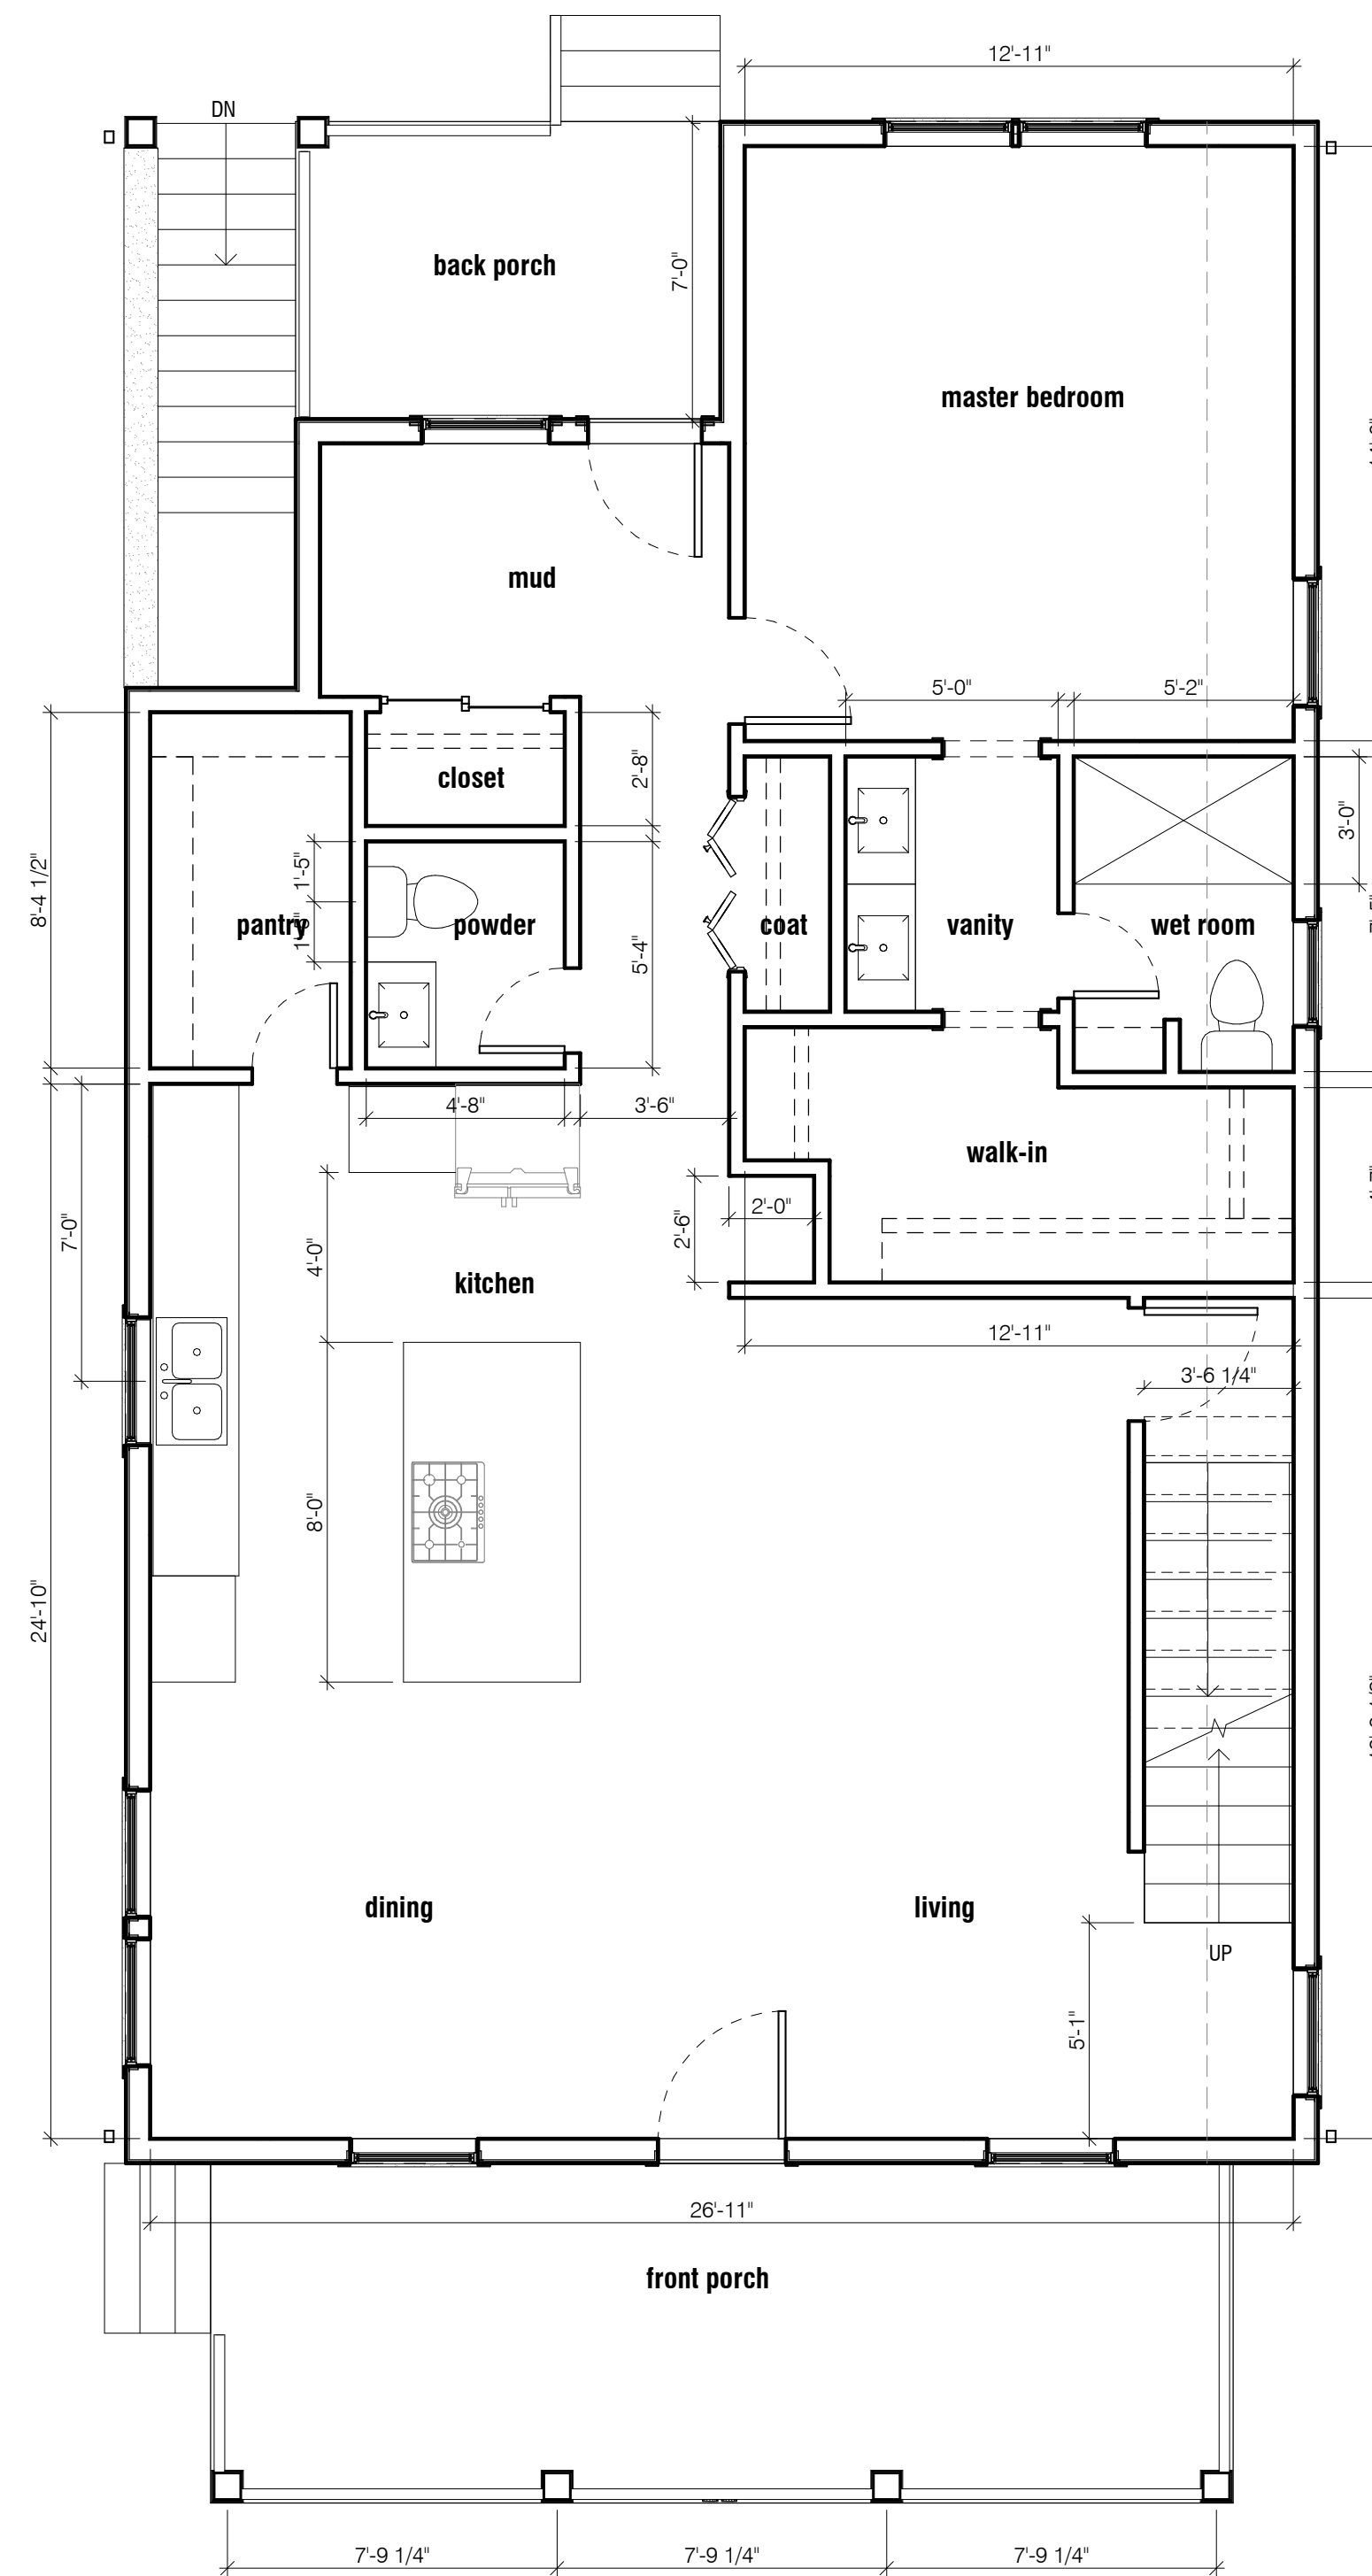 12'-11"
DN
back porch
7'-0"
master bedroom
mud
5'-0"
5'-2"
closet
2'-8"
3'-0"
8'-4 1/2"
1'-5"
pantry
powder
5'-4"
coat
vanity
wet room
4'-8"
3'-6"
walk-in
7'-0"
2'-0"
2'-6"
4'-0"
kitchen
12'-11"
3'-6 1/4"
8'-0"
24'-10"
dining
living
UP
5'-1"
26'-11"
front porch
7'-9 1/4"
7'-9 1/4"
7'-9 1/4"